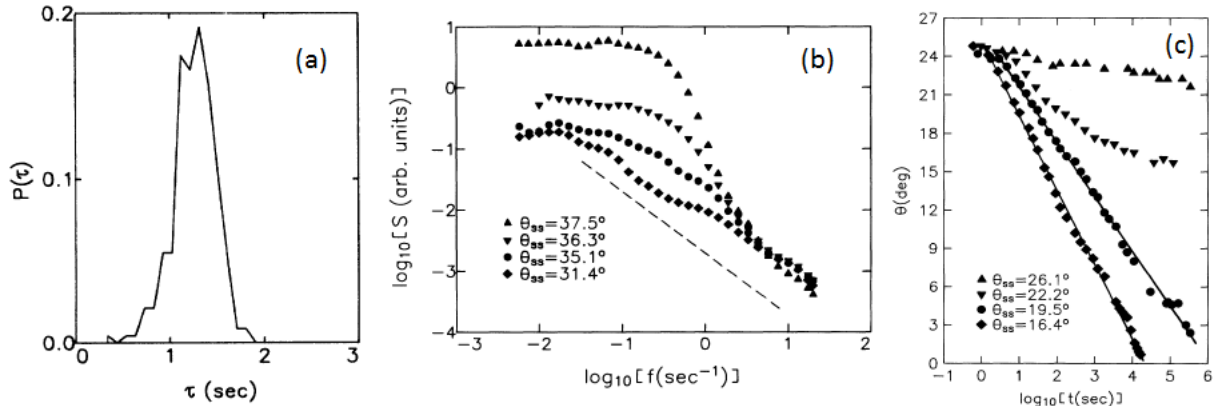 (a)
0.2
0.1
0.0
P(τ)
0
1
2
3
τ (sec)
(b)
1
0
−1
−2
−3
−4
log₁₀[S (arb. units)]
θss=37.5°
θss=36.3°
θss=35.1°
θss=31.4°
−3
−2
−1
0
1
2
log₁₀[f(sec⁻¹)]
(c)
27
24
21
18
15
12
9
6
3
0
θ(deg)
θss=26.1°
θss=22.2°
θss=19.5°
θss=16.4°
−1
0
1
2
3
4
5
6
log₁₀[t(sec)]